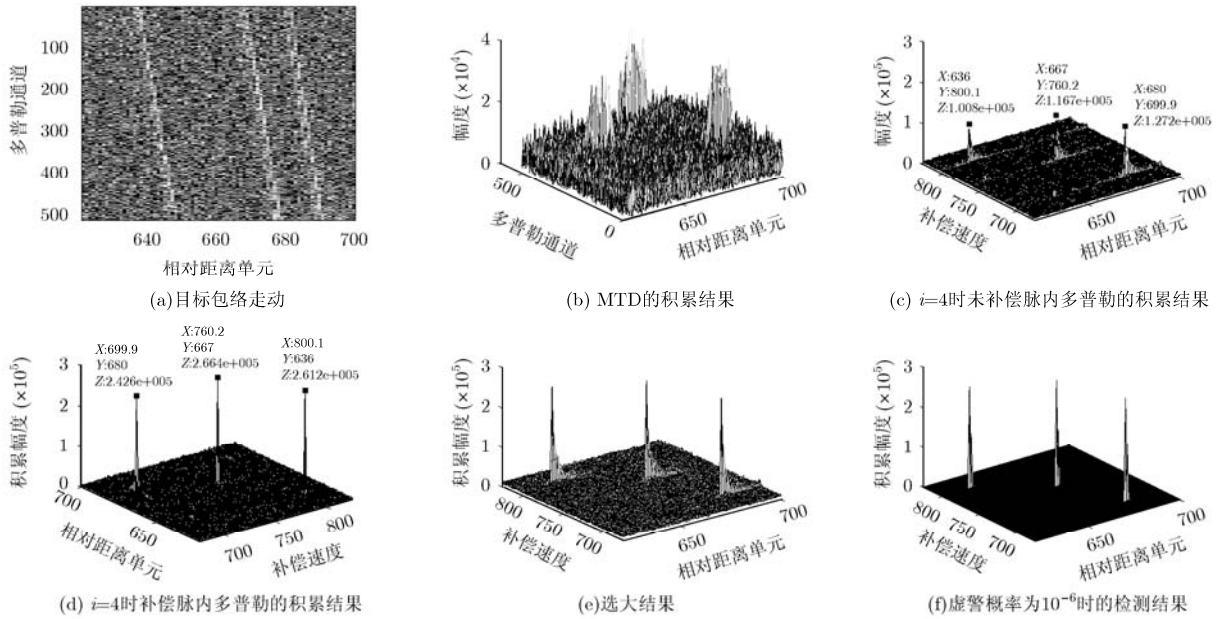 100
200
300
400
500
多普勒通道
640 660 680 700
相对距离单元
(a)目标包络走动
4
2
0
幅度 (×10⁴)
500
0
多普勒通道
650
700
相对距离单元
(b) MTD的积累结果
3
2
1
0
幅度 (×10⁵)
X:636
Y:800.1
Z:1.008e+005
X:667
Y:760.2
Z:1.167e+005
X:680
Y:699.9
Z:1.272e+005
800
750
700
补偿速度
650
700
相对距离单元
(c) i=4时未补偿脉内多普勒的积累结果
3
2
1
0
积累幅度 (×10⁵)
X:699.9
Y:680
Z:2.426e+005
X:760.2
Y:667
Z:2.664e+005
X:800.1
Y:636
Z:2.612e+005
700
650
相对距离单元
700
750
800
补偿速度
(d) i=4时补偿脉内多普勒的积累结果
3
2
1
0
积累幅度 (×10⁵)
800
750
700
补偿速度
650
700
相对距离单元
(e)选大结果
3
2
1
0
积累幅度 (×10⁵)
800
750
700
补偿速度
650
700
相对距离单元
(f)虚警概率为10⁻⁶时的检测结果